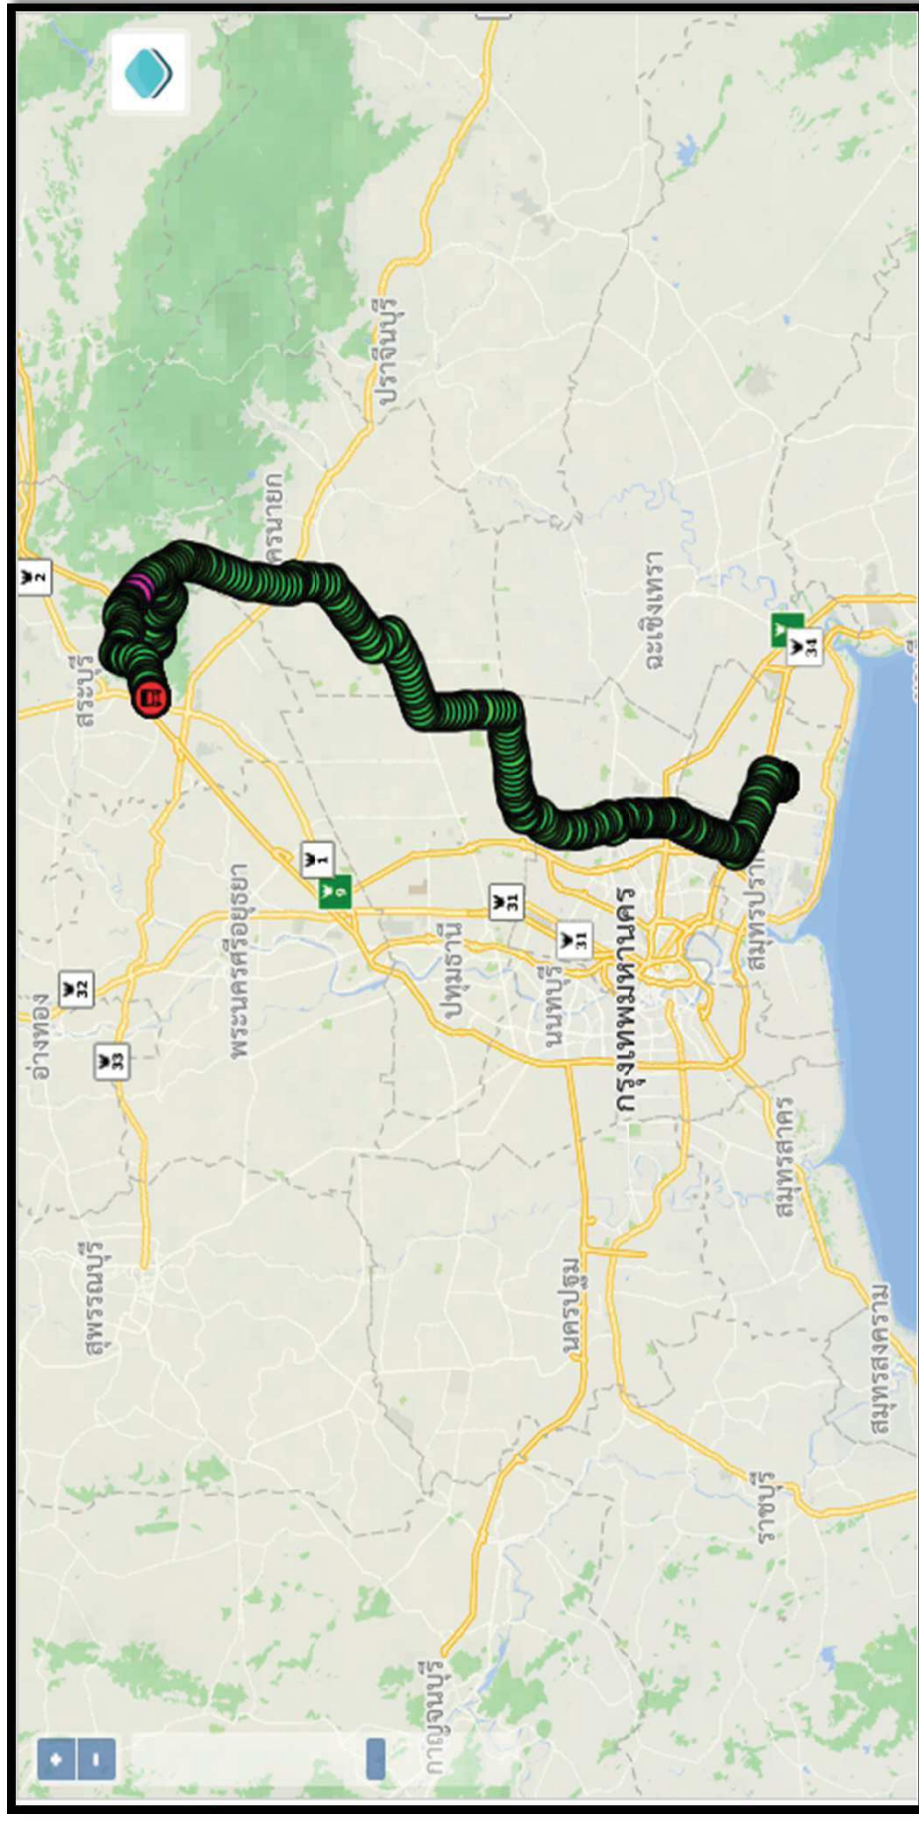 อ่างทอง
2
+
32
สระบุรี
สุพรรณบุรี
−
33
พระนครศรีอยุธยา
ครนายก
1
9
ปราจีนบุรี
กาญจนบุรี
ปทุมธานี
31
นนทบุรี
นครปฐม
31
กรุงเทพมหานคร
ฉะเชิงเทรา
สมุทรปรา
ราชบุรี
สมุทรสาคร
34
สมุทรสงคราม